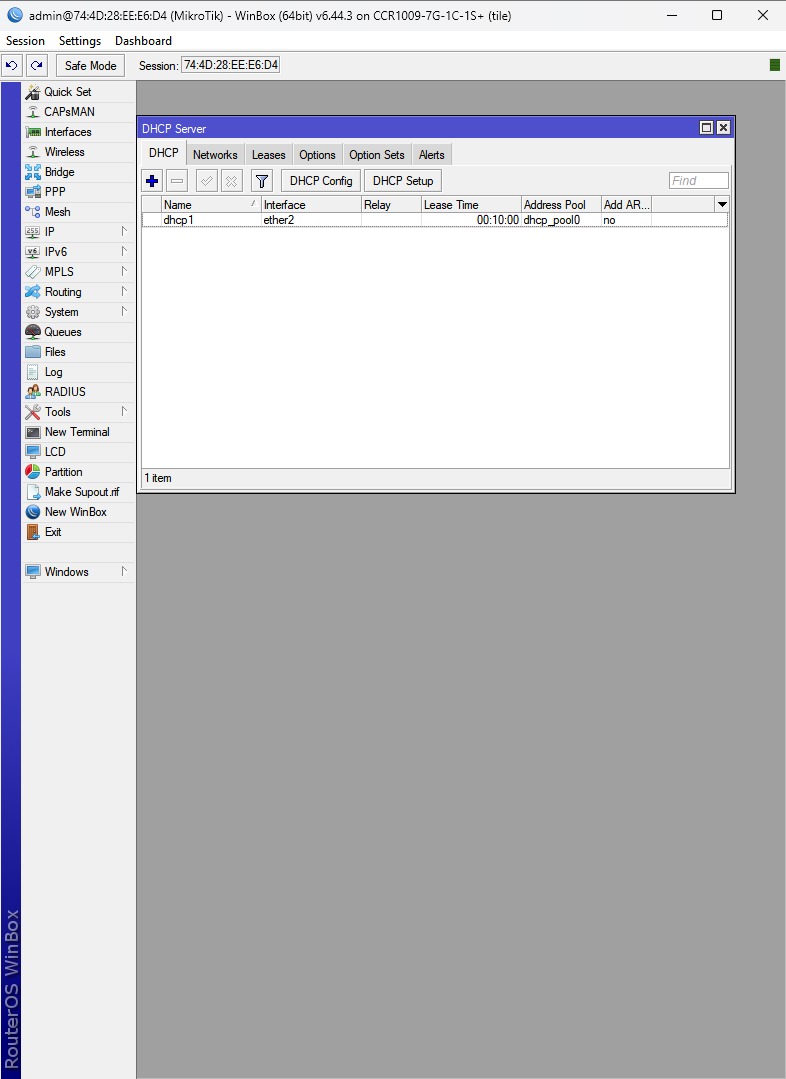 admin@74:4D:28:EE:E6:D4 (MikroTik) - WinBox (64bit) v6.44.3 on CCR1009-7G-1C-1S+ (tile)
Session Settings Dashboard
Safe Mode Session: 74:4D:28:EE:E6:D4
Quick Set
CAPsMAN
Interfaces
Wireless
Bridge
PPP
Mesh
IP
IPv6
MPLS
Routing
System
Queues
Files
Log
RADIUS
Tools
New Terminal
LCD
Partition
Make Supout.rif
New WinBox
Exit
Windows
RouterOS WinBox
DHCP Server
DHCP Networks Leases Options Option Sets Alerts
DHCP Config DHCP Setup Find
Name Interface Relay Lease Time Address Pool Add AR...
dhcp1 ether2 00:10:00 dhcp_pool0 no
1 item